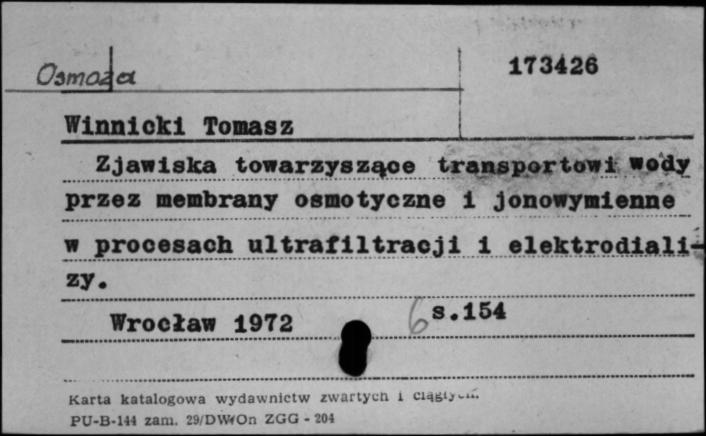 Osmoza
173426
Winnicki Tomasz
Zjawiska towarzyszące transportowi wody
przez membrany osmotyczne i jonowymienne
w procesach ultrafiltracji i elektrodiali-
zy.
Wrocław 1972 6 s.154
Karta katalogowa wydawnictw zwartych i ciągłych.
PU-B-144 zam. 29/DWOn ZGG - 204